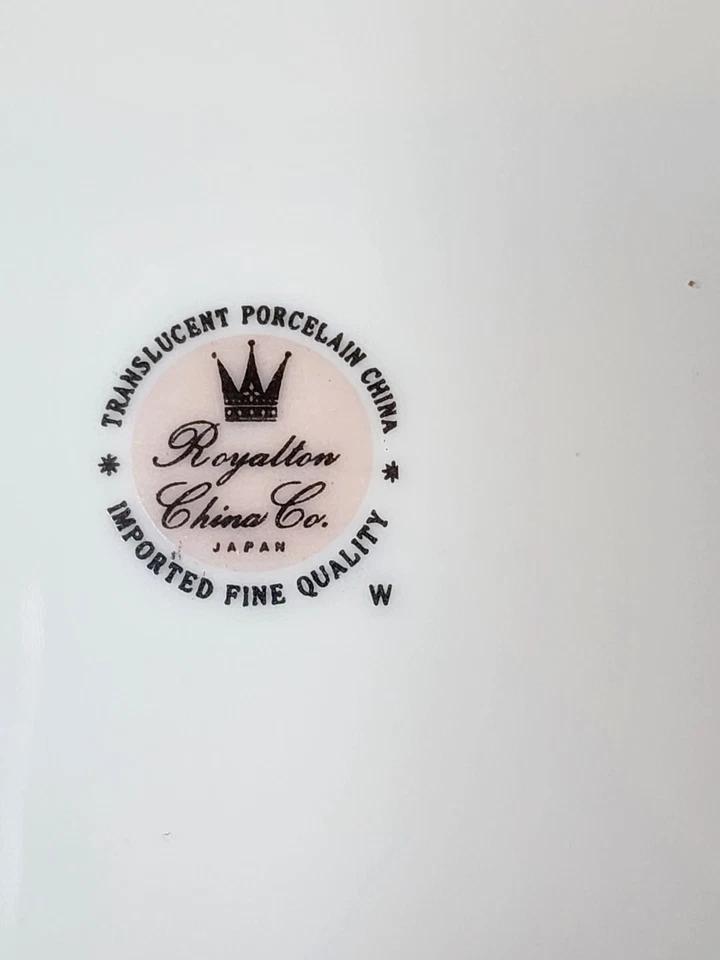 TRANSLUCENT PORCELAIN CHINA
Royalton
China Co.
JAPAN
IMPORTED FINE QUALITY
W